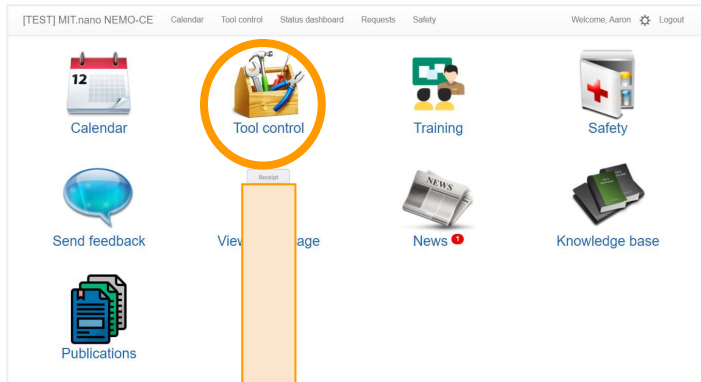 [TEST] MIT.nano NEMO-CE Calendar Tool control Status dashboard Requests Safety Welcome, Aaron Logout
12
Calendar Tool control Training Safety
Receipt
NEWS
Send feedback View age News 1 Knowledge base
Publications